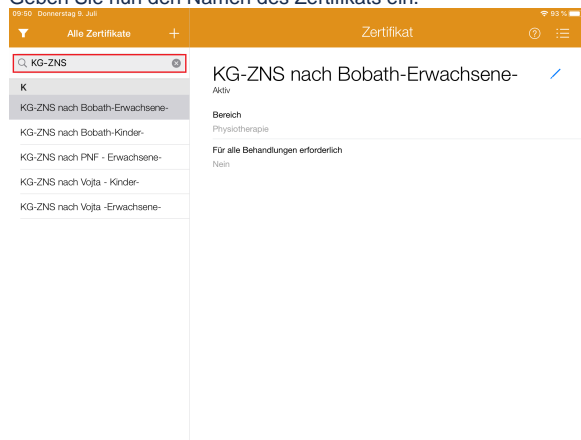 Geben Sie nun den Namen des Zertifikats ein.
09:50 Donnerstag 9. Juli
93 %
Alle Zertifikate
Zertifikat
KG-ZNS
K
KG-ZNS nach Bobath-Erwachsene-
KG-ZNS nach Bobath-Kinder-
KG-ZNS nach PNF - Erwachsene-
KG-ZNS nach Vojta - Kinder-
KG-ZNS nach Vojta -Erwachsene-
KG-ZNS nach Bobath-Erwachsene-
Aktiv
Bereich
Physiotherapie
Für alle Behandlungen erforderlich
Nein